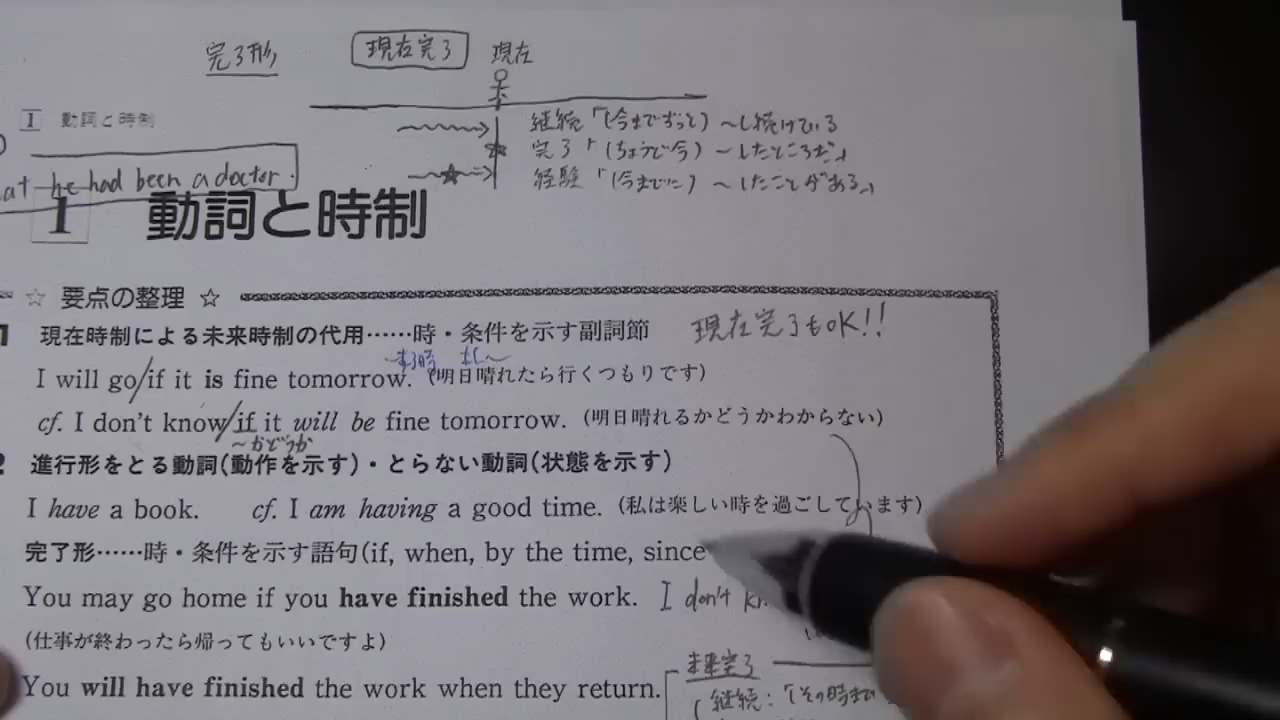 完了形 現在完了 現在
1 動詞と時制
継続「(今までずっと) ～し続けている
完了「(ちょうど今) ～したところだ」
経験「(今までに) ～したことがある」
at he had been a doctor.
1 動詞と時制
☆ 要点の整理 ☆
1 現在時制による未来時制の代用……時・条件を示す副詞節 現在完了もOK!!
～する時 もし～
I will go/if it is fine tomorrow. (明日晴れたら行くつもりです)
cf. I don't know/if it will be fine tomorrow. (明日晴れるかどうかわからない)
～かどうか
2 進行形をとる動詞(動作を示す)・とらない動詞(状態を示す)
I have a book. cf. I am having a good time. (私は楽しい時を過ごしています)
完了形……時・条件を示す語句(if, when, by the time, since
You may go home if you have finished the work. I don't
(仕事が終わったら帰ってもいいですよ)
未来完了
You will have finished the work when they return.
継続:「(その時まで